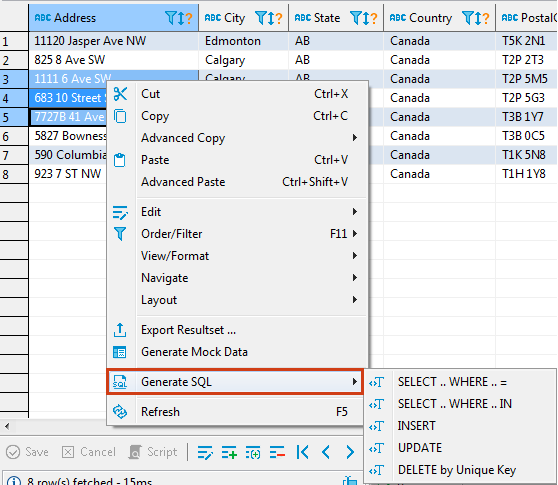 ABC Address ABC City ABC State ABC Country ABC PostalC
1 11120 Jasper Ave NW Edmonton AB Canada T5K 2N1
2 825 8 Ave SW Calgary AB Canada T2P 2T3
3 1111 6 Ave SW Calgary AB Canada T2P 5M5
4 683 10 Street S Canada T2P 5G3
5 7727B 41 Ave Canada T3B 1Y7
6 5827 Bowness Canada T3B 0C5
7 590 Columbia Canada T1K 5N8
8 923 7 ST NW Canada T1H 1Y8
Cut Ctrl+X
Copy Ctrl+C
Advanced Copy
Paste Ctrl+V
Advanced Paste Ctrl+Shift+V
Edit
Order/Filter F11
View/Format
Navigate
Layout
Export Resultset ...
Generate Mock Data
SQL Generate SQL
Refresh F5
SELECT .. WHERE .. =
SELECT .. WHERE .. IN
INSERT
UPDATE
DELETE by Unique Key
Save Cancel Script
8 row(s) fetched - 15ms